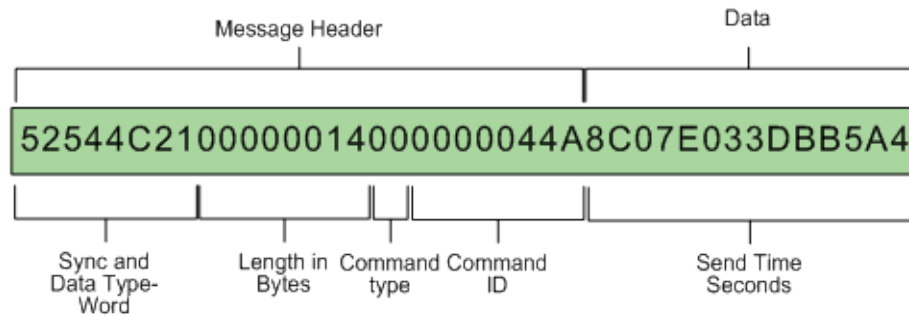 Message Header
Data
52544C21000000140000000044A8C07E033DBB5A4
Sync and
Data Type-
Word
Length in
Bytes
Command
type
Command
ID
Send Time
Seconds